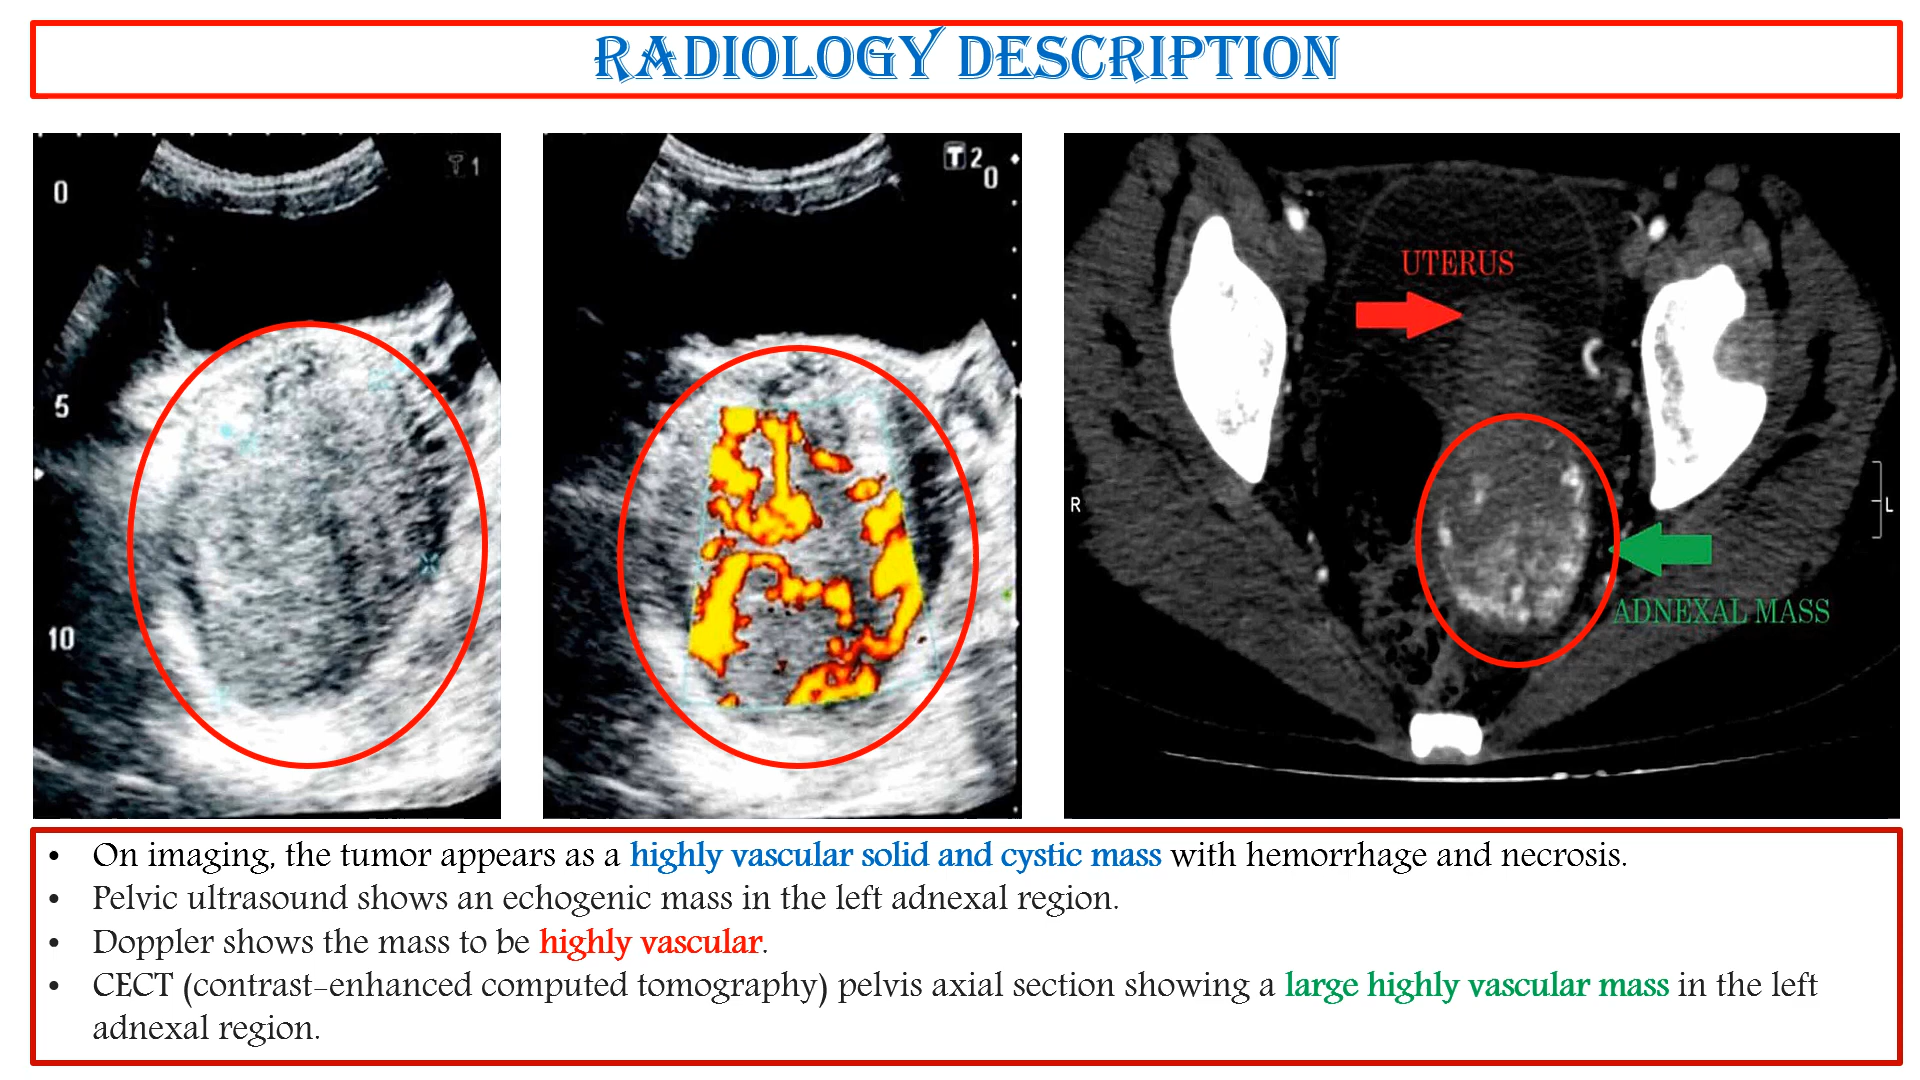 RADIOLOGY DESCRIPTION
T 1
0
5
10
T 2
0
UTERUS
R
L
ADNEXAL MASS
• On imaging, the tumor appears as a highly vascular solid and cystic mass with hemorrhage and necrosis.
• Pelvic ultrasound shows an echogenic mass in the left adnexal region.
• Doppler shows the mass to be highly vascular.
• CECT (contrast-enhanced computed tomography) pelvis axial section showing a large highly vascular mass in the left
adnexal region.